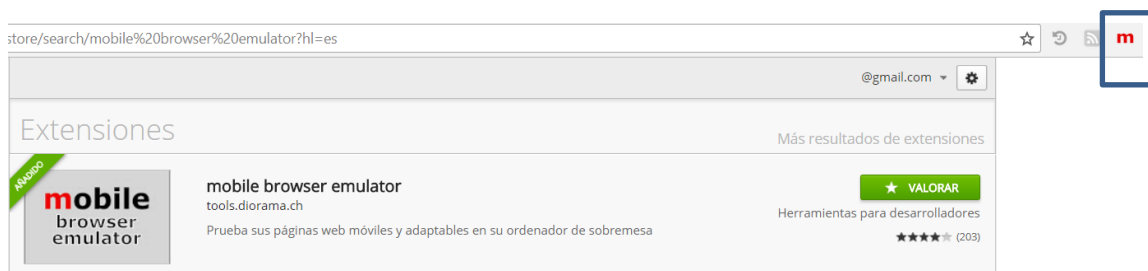 store/search/mobile%20browser%20emulator?hl=es
m
@gmail.com
Extensiones
Más resultados de extensiones
AÑADIDO
mobile
browser
emulator
mobile browser emulator
tools.diorama.ch
Prueba sus páginas web móviles y adaptables en su ordenador de sobremesa
VALORAR
Herramientas para desarrolladores
(203)